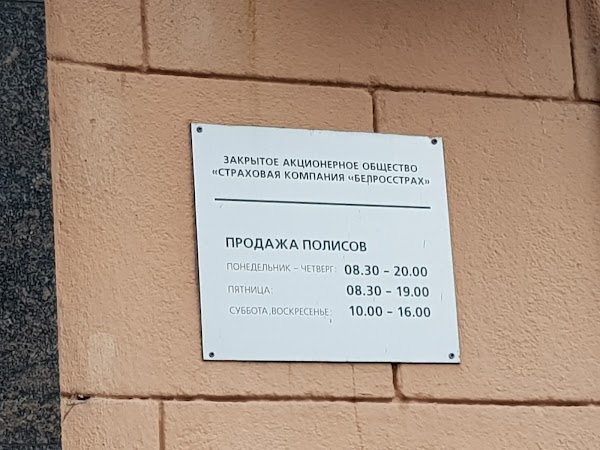 ЗАКРЫТОЕ АКЦИОНЕРНОЕ ОБЩЕСТВО
«СТРАХОВАЯ КОМПАНИЯ «БЕЛРОССТРАХ»
ПРОДАЖА ПОЛИСОВ
ПОНЕДЕЛЬНИК – ЧЕТВЕРГ: 08.30 – 20.00
ПЯТНИЦА: 08.30 – 19.00
СУББОТА, ВОСКРЕСЕНЬЕ: 10.00 – 16.00